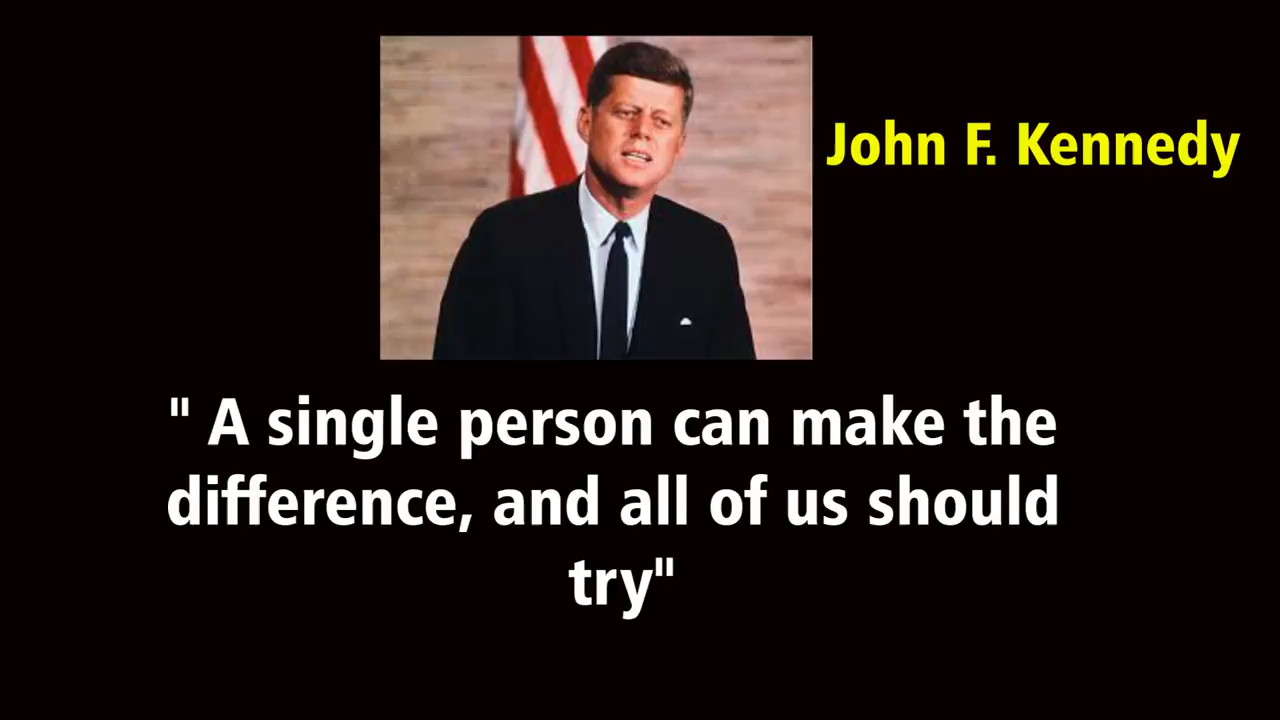 John F. Kennedy
" A single person can make the
difference, and all of us should
try"